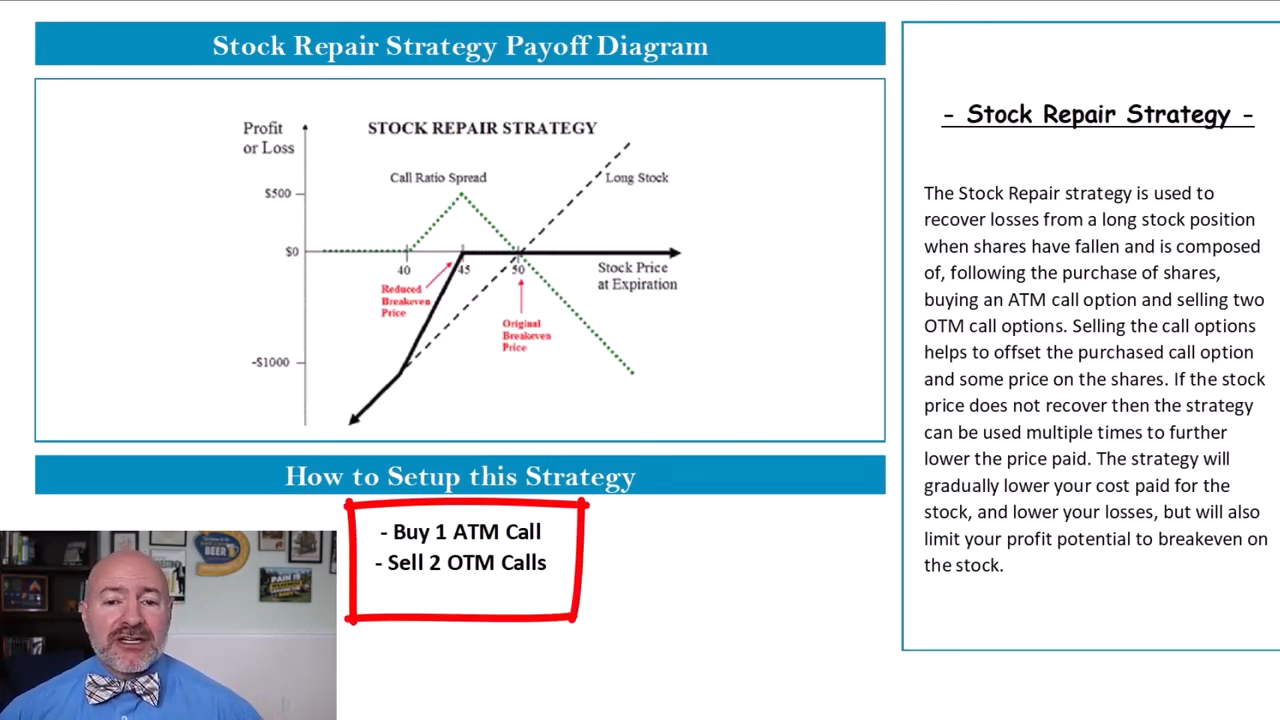 Stock Repair Strategy Payoff Diagram
Profit
or Loss
STOCK REPAIR STRATEGY
Call Ratio Spread
Long Stock
$500
$0
40
45
50
Stock Price
at Expiration
Reduced
Breakeven
Price
Original
Breakeven
Price
-$1000
How to Setup this Strategy
- Buy 1 ATM Call
- Sell 2 OTM Calls
BEER
PAIN IS
- Stock Repair Strategy -
The Stock Repair strategy is used to
recover losses from a long stock position
when shares have fallen and is composed
of, following the purchase of shares,
buying an ATM call option and selling two
OTM call options. Selling the call options
helps to offset the purchased call option
and some price on the shares. If the stock
price does not recover then the strategy
can be used multiple times to further
lower the price paid. The strategy will
gradually lower your cost paid for the
stock, and lower your losses, but will also
limit your profit potential to breakeven on
the stock.